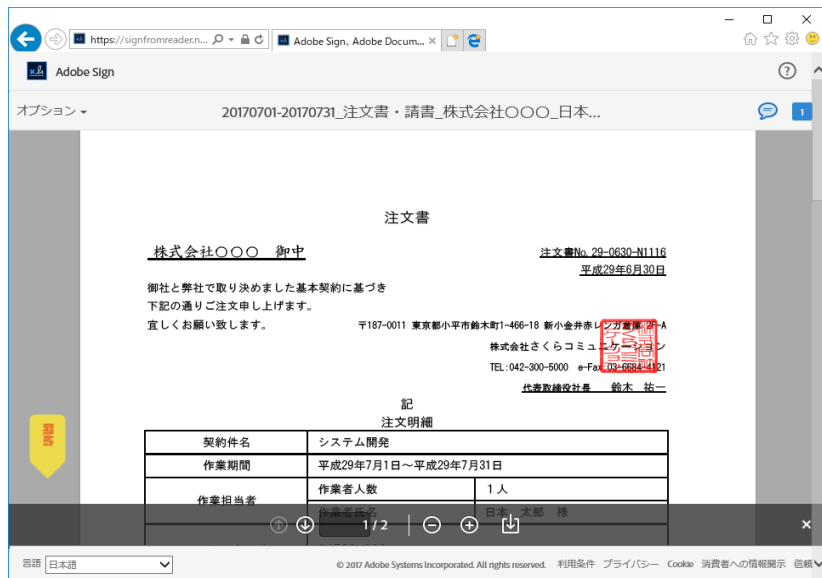 https://signfromreader.n...
Adobe Sign、Adobe Docum...
Adobe Sign
オプション
20170701-20170731_注文書・請書_株式会社〇〇〇_日本...
1
注文書
株式会社〇〇〇 御中
注文書No. 29-0630-N1116
平成29年6月30日
御社と弊社で取り決めました基本契約に基づき
下記の通りご注文申し上げます。
宜しくお願い致します。
〒187-0011 東京都小平市鈴木町1-466-18 新小金井赤レンガ倉庫 2F-A
株式会社さくらコミュニケーション
TEL:042-300-5000 e-Fax:03-6684-4121
代表取締役社長 鈴木 祐一
記
注文明細
開始
契約件名 システム開発
作業期間 平成29年7月1日～平成29年7月31日
作業担当者 作業者人数 1人
作業者氏名 日本 太郎 様
1 / 2
言語 日本語
© 2017 Adobe Systems Incorporated. All rights reserved. 利用条件 プライバシー Cookie 消費者への情報開示 信頼